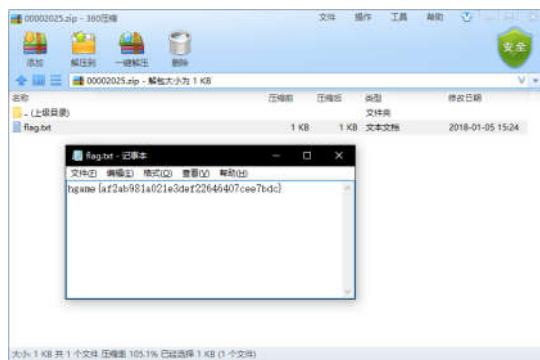 00002025.zip - 360压缩
文件 操作 工具 帮助
添加 解压到 一键解压 删除
安全
00002025.zip - 解包大小为 1 KB
名称 压缩前 压缩后 类型 修改日期
.. (上级目录) 文件夹
flag.txt 1 KB 1 KB 文本文档 2018-01-05 15:24
flag.txt - 记事本
文件(F) 编辑(E) 格式(O) 查看(V) 帮助(H)
hgame{af2ab981a021e3def22646407cee7bdc}
大小: 1 KB 共 1 个文件 压缩率 105.1% 已经选择 1 KB (1 个文件)